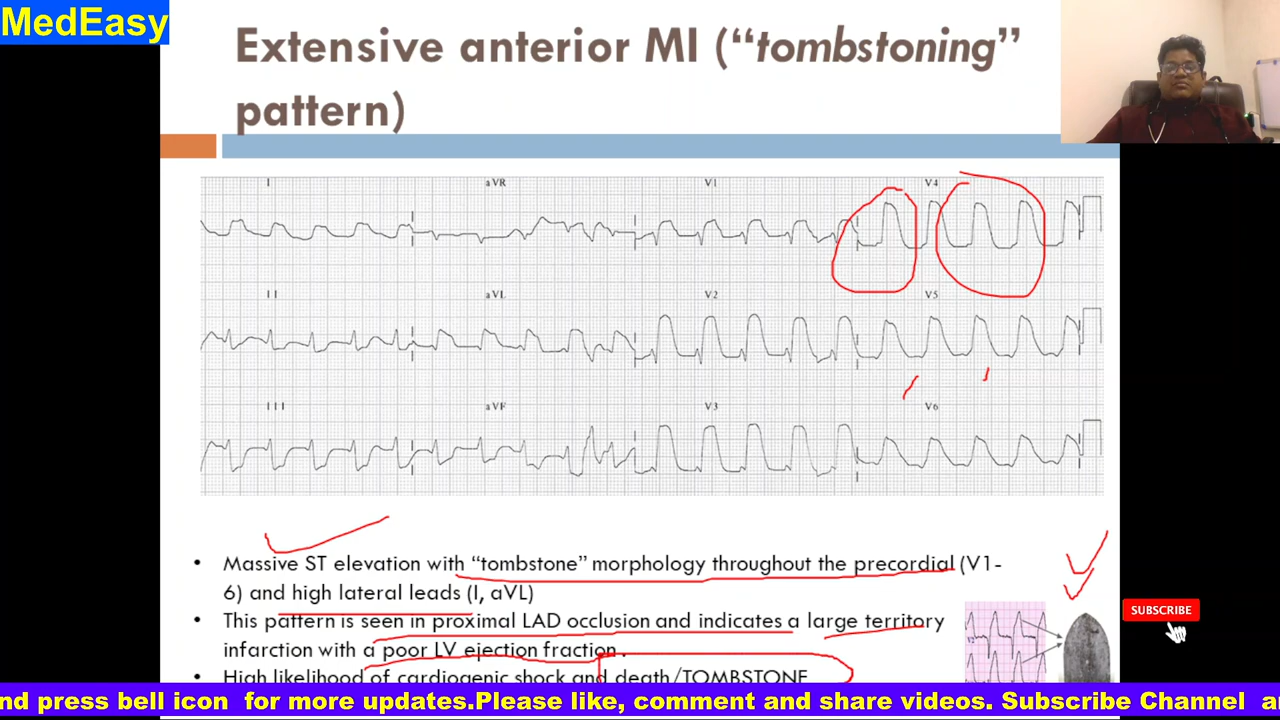 MedEasy
Extensive anterior MI (“tombstoning”
pattern)
I aVR V1 V4
II aVL V2 V5
III aVF V3 V6
• Massive ST elevation with “tombstone” morphology throughout the precordial (V1-
6) and high lateral leads (I, aVL)
• This pattern is seen in proximal LAD occlusion and indicates a large territory
infarction with a poor LV ejection fraction .
• High likelihood of cardiogenic shock and death/TOMBSTONE
SUBSCRIBE
nd press bell icon for more updates.Please like, comment and share videos. Subscribe Channel a